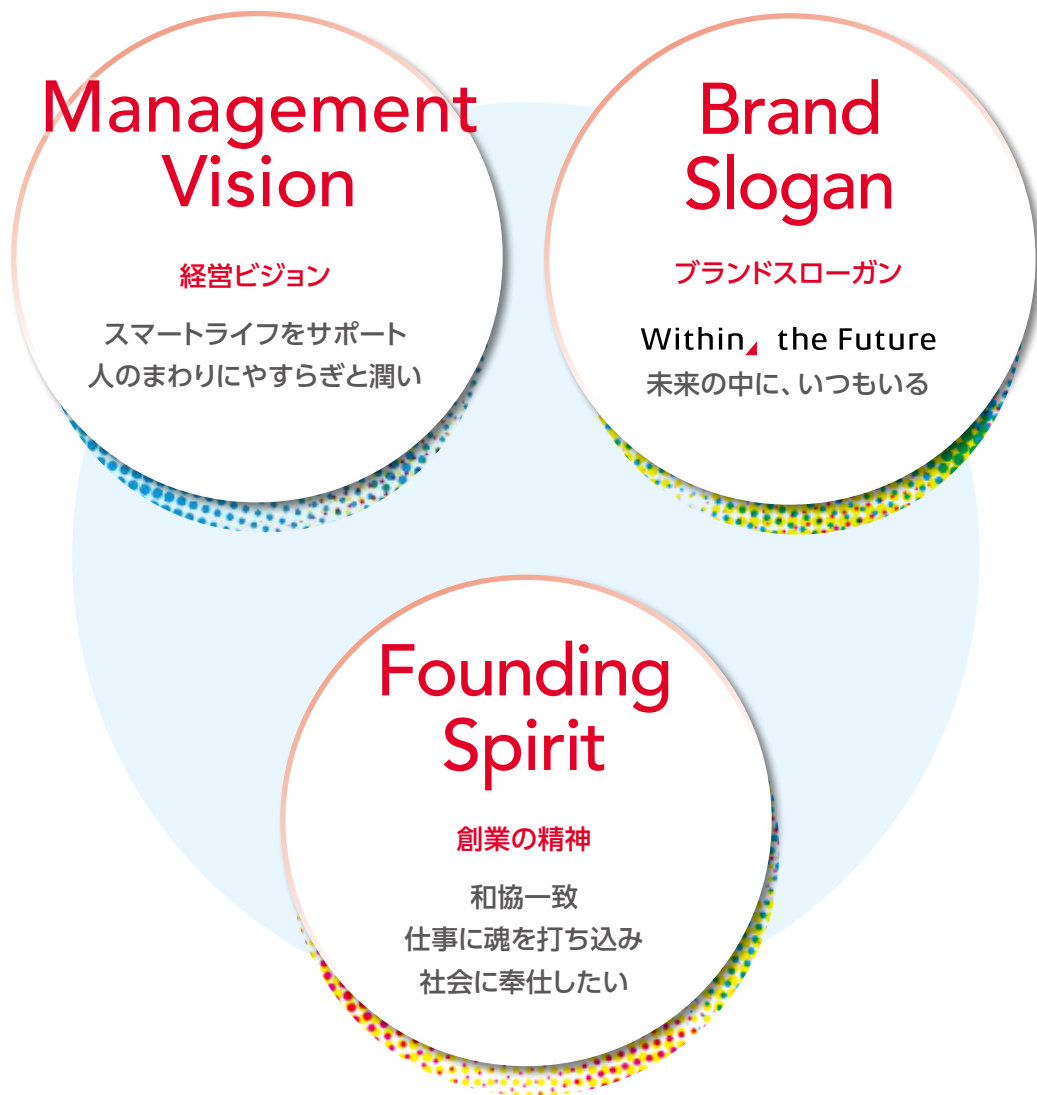 Management
Vision
経営ビジョン
スマートライフをサポート
人のまわりにやすらぎと潤い
Brand
Slogan
ブランドスローガン
Within, the Future
未来の中に、いつもいる
Founding
Spirit
創業の精神
和協一致
仕事に魂を打ち込み
社会に奉仕したい